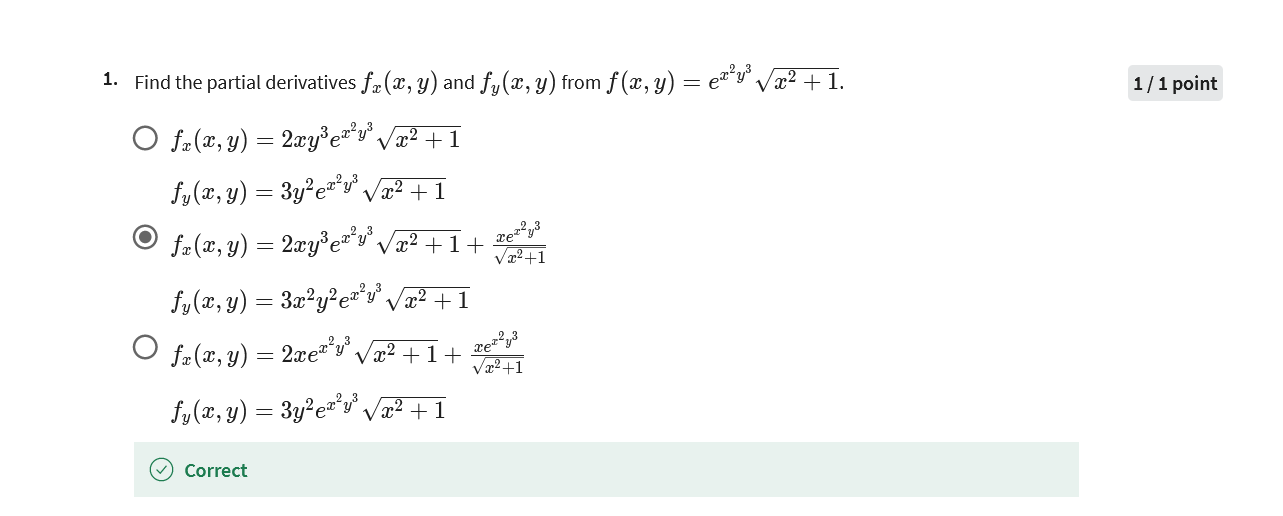 1. Find the partial derivatives $f_x(x, y)$ and $f_y(x, y)$ from $f(x, y) = e^{x^2y^3}\sqrt{x^2+1}$.
1 / 1 point
$f_x(x, y) = 2xy^3e^{x^2y^3}\sqrt{x^2+1}$
$f_y(x, y) = 3y^2e^{x^2y^3}\sqrt{x^2+1}$
$f_x(x, y) = 2xy^3e^{x^2y^3}\sqrt{x^2+1} + \frac{xe^{x^2y^3}}{\sqrt{x^2+1}}$
$f_y(x, y) = 3x^2y^2e^{x^2y^3}\sqrt{x^2+1}$
$f_x(x, y) = 2xe^{x^2y^3}\sqrt{x^2+1} + \frac{xe^{x^2y^3}}{\sqrt{x^2+1}}$
$f_y(x, y) = 3y^2e^{x^2y^3}\sqrt{x^2+1}$
Correct